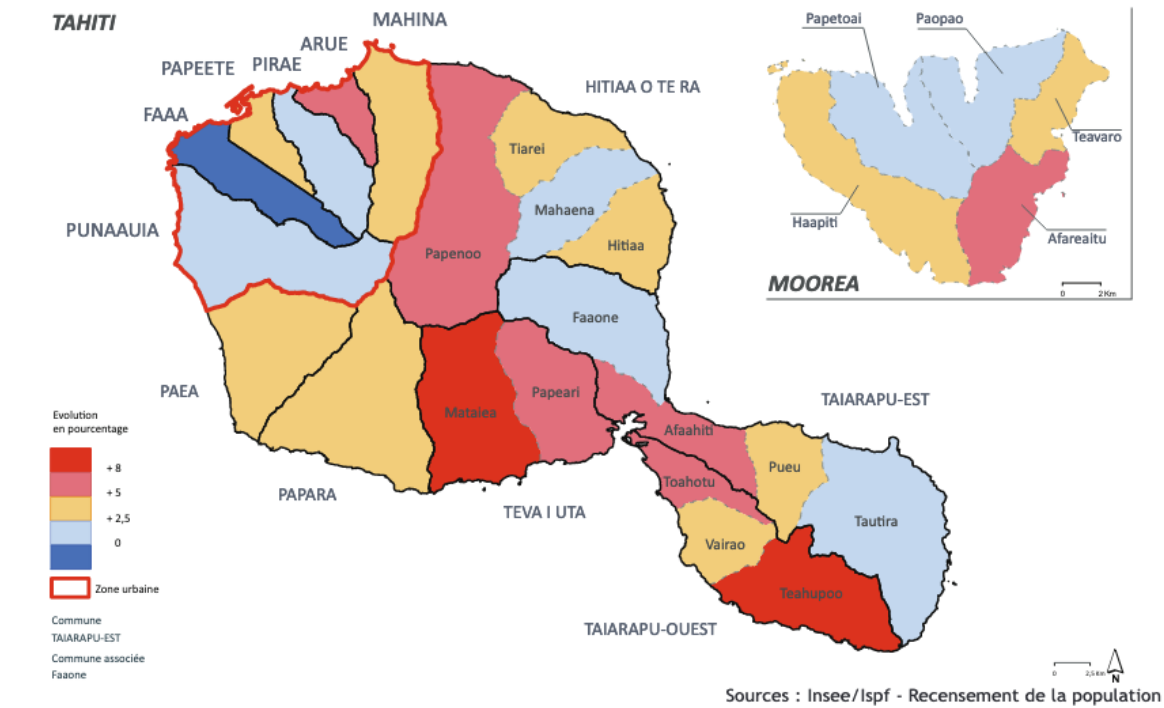 TAHITI
MAHINA
ARUE
PIRAE
PAPEETE
FAAA
PUNAAUIA
HITIAA O TE RA
Tiarei
Mahaena
Hitiaa
Papenoo
Faaone
PAEA
Mataiea
Papeari
PAPARA
TEVA I UTA
Afaahiti
Toahotu
Pueu
TAIARAPU-EST
Tautira
Vairao
Teahupoo
TAIARAPU-OUEST
Papetoai
Paopao
Teavaro
Haapiti
Afareaitu
MOOREA
0 2 Km
Evolution
en pourcentage
+ 8
+ 5
+ 2,5
0
Zone urbaine
Commune
TAIARAPU-EST
Commune associée
Faaone
0 2,5 Km
N
Sources : Insee/Ispf - Recensement de la population